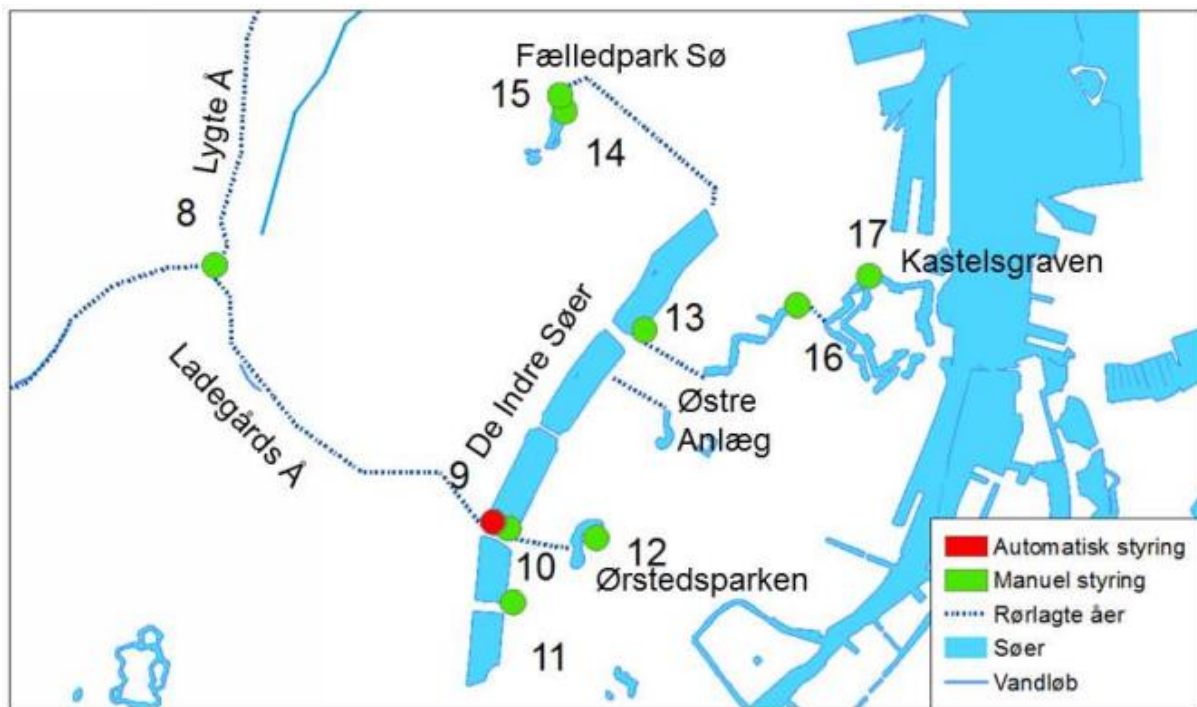 Fælledpark Sø
15
14
Lygte Å
8
17
Kastelsgraven
13
16
De Indre Søer
Ladegårds Å
Østre
Anlæg
9
10
12
Ørstedsparken
11
Automatisk styring
Manuel styring
Rørlagte åer
Søer
Vandløb